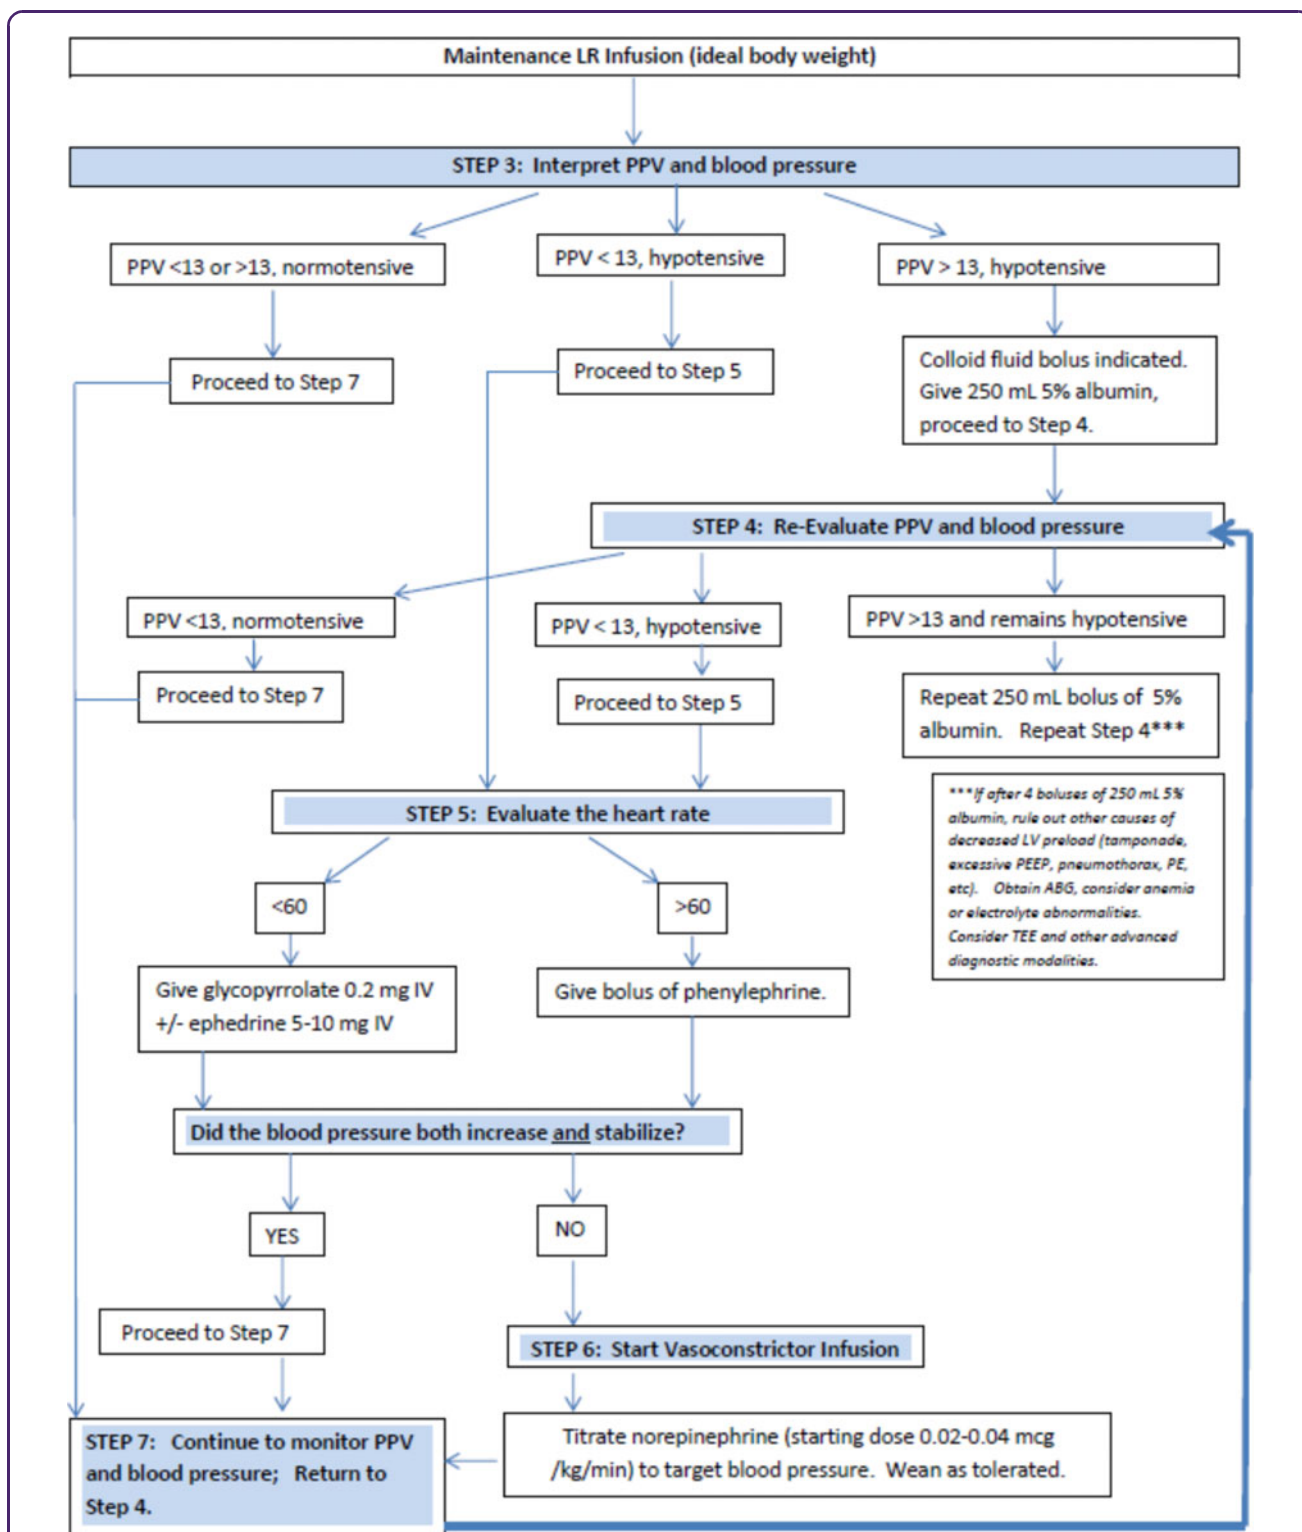 Maintenance LR Infusion (ideal body weight)
STEP 3: Interpret PPV and blood pressure
PPV <13 or >13, normotensive
PPV < 13, hypotensive
PPV > 13, hypotensive
Proceed to Step 7
Proceed to Step 5
Colloid fluid bolus indicated.
Give 250 mL 5% albumin,
proceed to Step 4.
STEP 4: Re-Evaluate PPV and blood pressure
PPV <13, normotensive
PPV < 13, hypotensive
PPV >13 and remains hypotensive
Proceed to Step 7
Proceed to Step 5
Repeat 250 mL bolus of 5%
albumin. Repeat Step 4***
***If after 4 boluses of 250 mL 5%
albumin, rule out other causes of
decreased LV preload (tamponade,
excessive PEEP, pneumothorax, PE,
etc). Obtain ABG, consider anemia
or electrolyte abnormalities.
Consider TEE and other advanced
diagnostic modalities.
STEP 5: Evaluate the heart rate
<60
>60
Give glycopyrrolate 0.2 mg IV
+/- ephedrine 5-10 mg IV
Give bolus of phenylephrine.
Did the blood pressure both increase and stabilize?
YES
NO
Proceed to Step 7
STEP 6: Start Vasoconstrictor Infusion
STEP 7: Continue to monitor PPV
and blood pressure; Return to
Step 4.
Titrate norepinephrine (starting dose 0.02-0.04 mcg
/kg/min) to target blood pressure. Wean as tolerated.